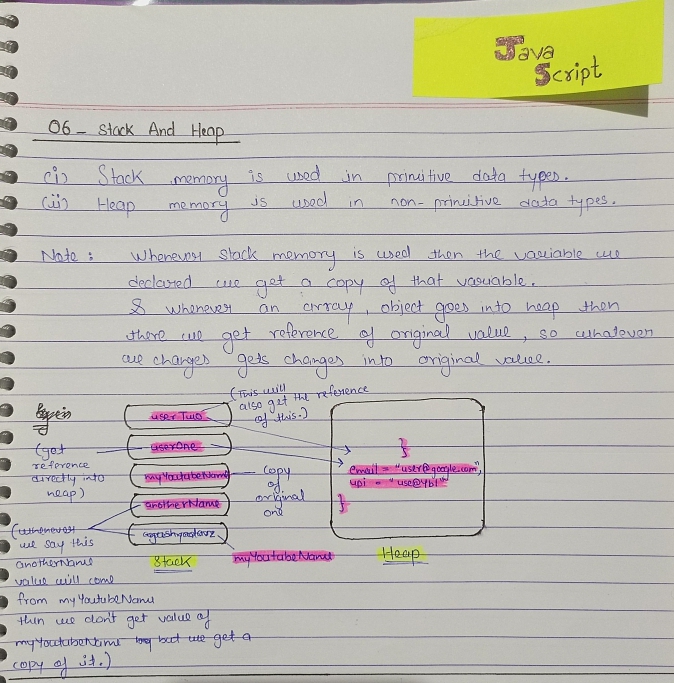 Java
Script
06 - Stack And Heap
(i) Stack memory is used in primitive data types.
(ii) Heap memory is used in non-primitive data types.
Note : Whenever stack memory is used then the variable we
declared we get a copy of that variable.
& whenever an array, object goes into heap then
there we get reference of original value, so whatever
we changes gets changes into original value.
(This will
also get the reference
of this.)
(get
reference
directly into
heap)
user Two
userOne
myYoutubeName
anotherName
Stack
copy
of
original
one
myYoutubeName
}
email = "user@google.com",
upi = "use@ybl"
}
Heap
(whenever
we say this
anotherName
value will come
from myYoutubeName
then we don't get value of
myYoutubeName but we get a
copy of it.)